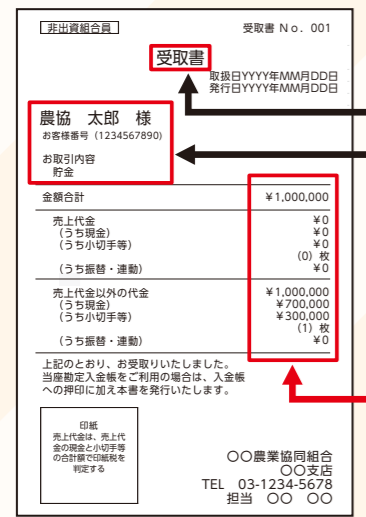 非出資組合員 受取書 No. 001
受取書
取扱日YYYY年MM月DD日
発行日YYYY年MM月DD日
農協 太郎 様
お客様番号（1234567890）
お取引内容
貯金
金額合計 ¥1,000,000
売上代金 ¥0
（うち現金） ¥0
（うち小切手等） ¥0
（0）枚
（うち振替・連動） ¥0
売上代金以外の代金 ¥1,000,000
（うち現金） ¥700,000
（うち小切手等） ¥300,000
（1）枚
（うち振替・連動） ¥0
上記のとおり、お受取りいたしました。
当座勘定入金帳をご利用の場合は、入金帳
への押印に加え本書を発行いたします。
印紙
売上代金は、売上代
金の現金と小切手等
の合計額で印紙税を
判定する
〇〇農業協同組合
〇〇支店
TEL 03-1234-5678
担当 〇〇 〇〇